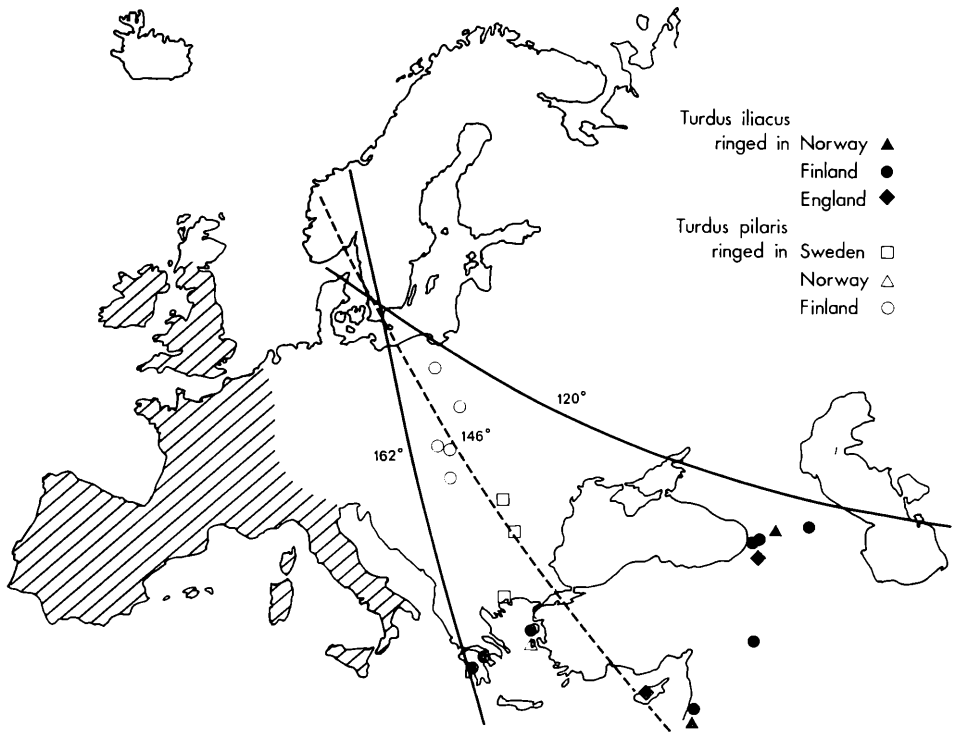 Turdus iliacus
ringed in Norway
Finland
England
Turdus pilaris
ringed in Sweden
Norway
Finland
120°
146°
162°